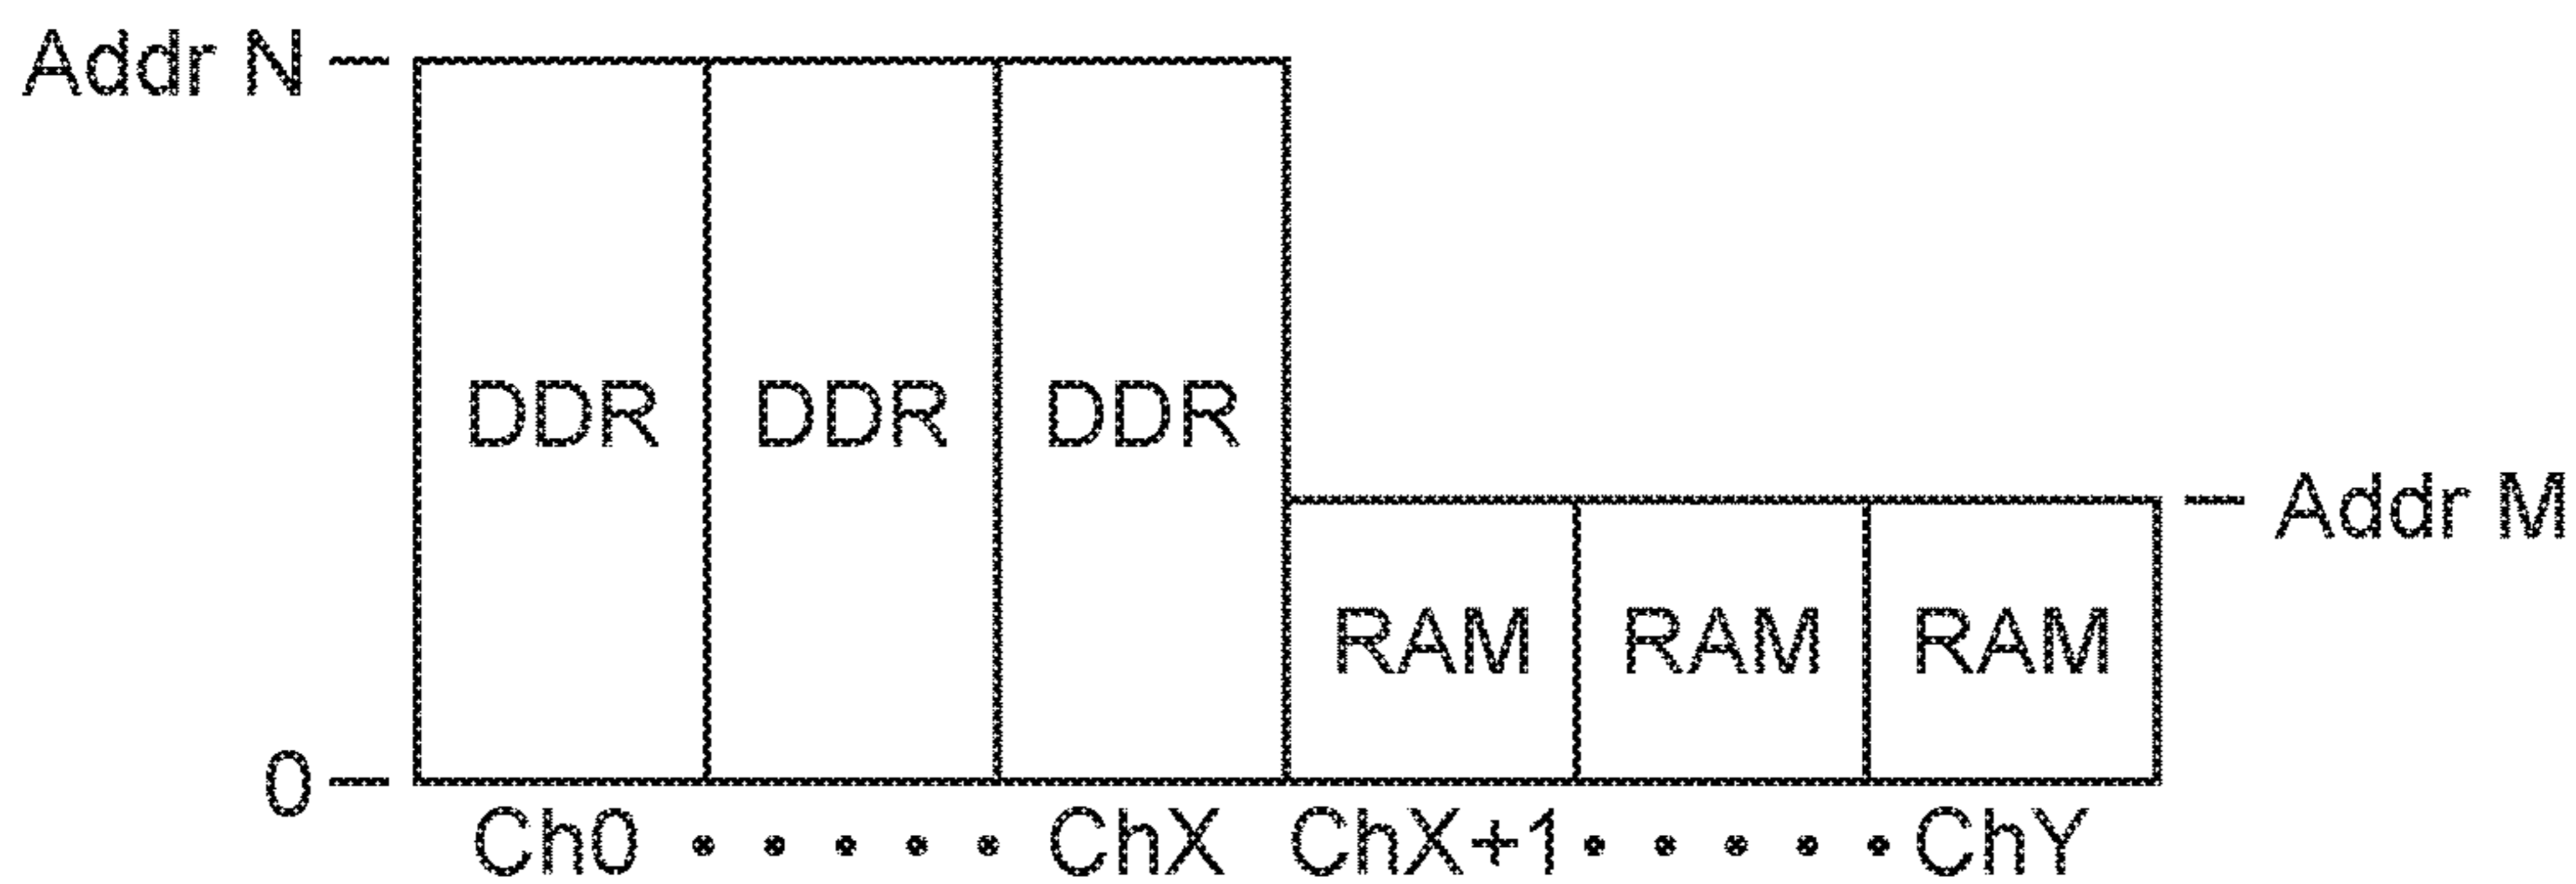 Addr N
DDR DDR DDR
Addr M
RAM RAM RAM
0
Ch0 • • • • • ChX ChX+1 • • • • • ChY